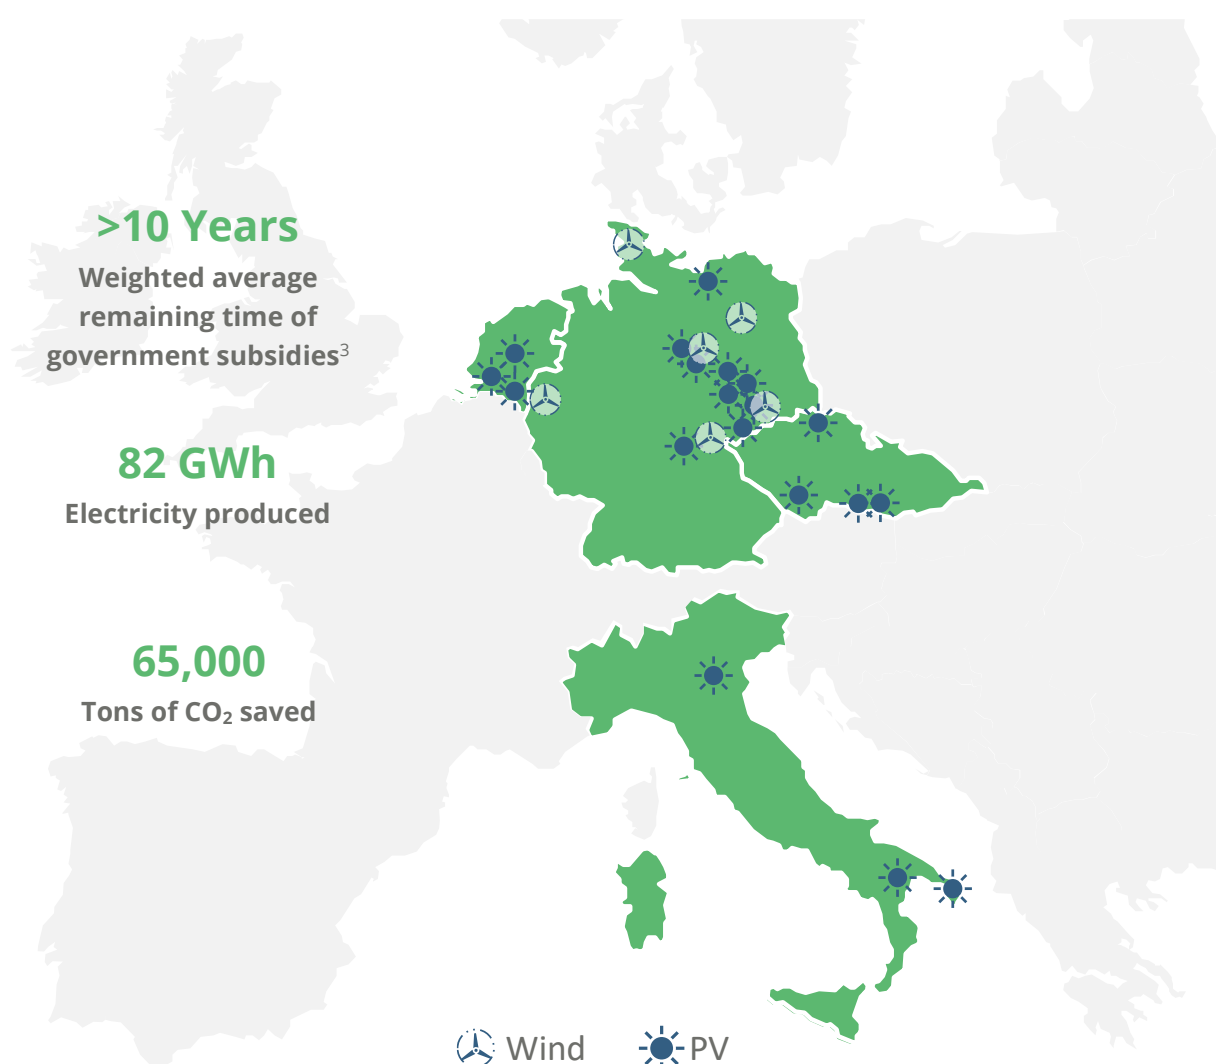 >10 Years
Weighted average
remaining time of
government subsidies³
82 GWh
Electricity produced
65,000
Tons of CO₂ saved
Wind PV